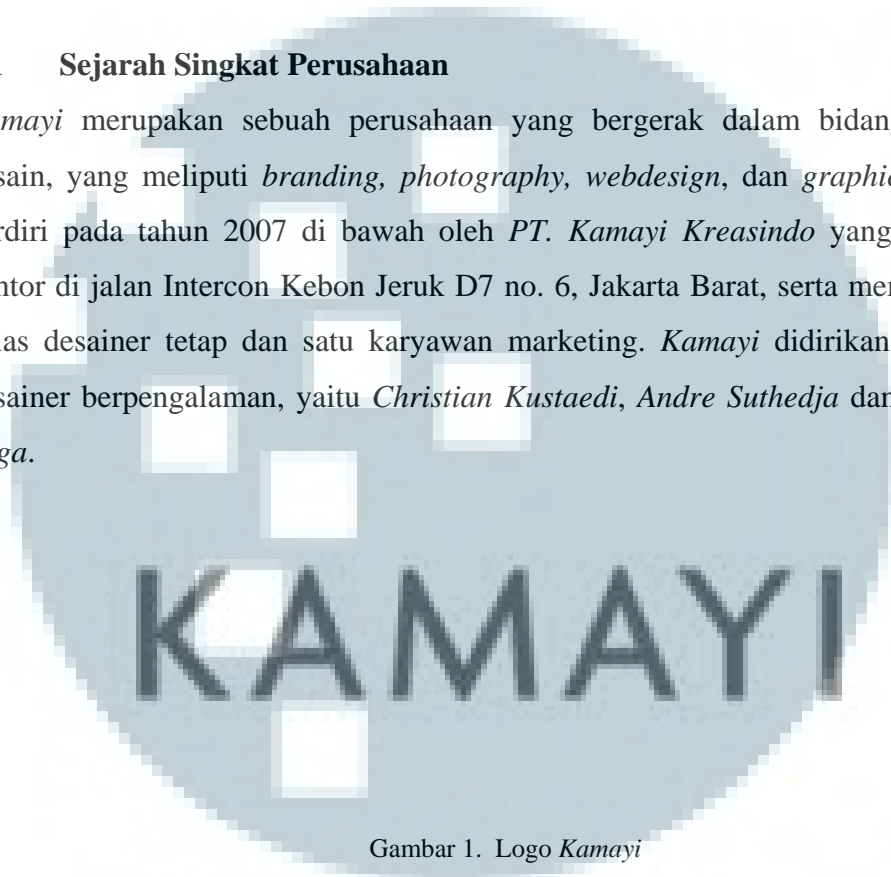 Sejarah Singkat Perusahaan
mayi merupakan sebuah perusahaan yang bergerak dalam bidan
sain, yang meliputi branding, photography, webdesign, dan graphic
rdiri pada tahun 2007 di bawah oleh PT. Kamayi Kreasindo yang
ntor di jalan Intercon Kebon Jeruk D7 no. 6, Jakarta Barat, serta mer
las desainer tetap dan satu karyawan marketing. Kamayi didirikan
sainer berpengalaman, yaitu Christian Kustaedi, Andre Suthedja dan
ga.
KAMAYI
Gambar 1. Logo Kamayi